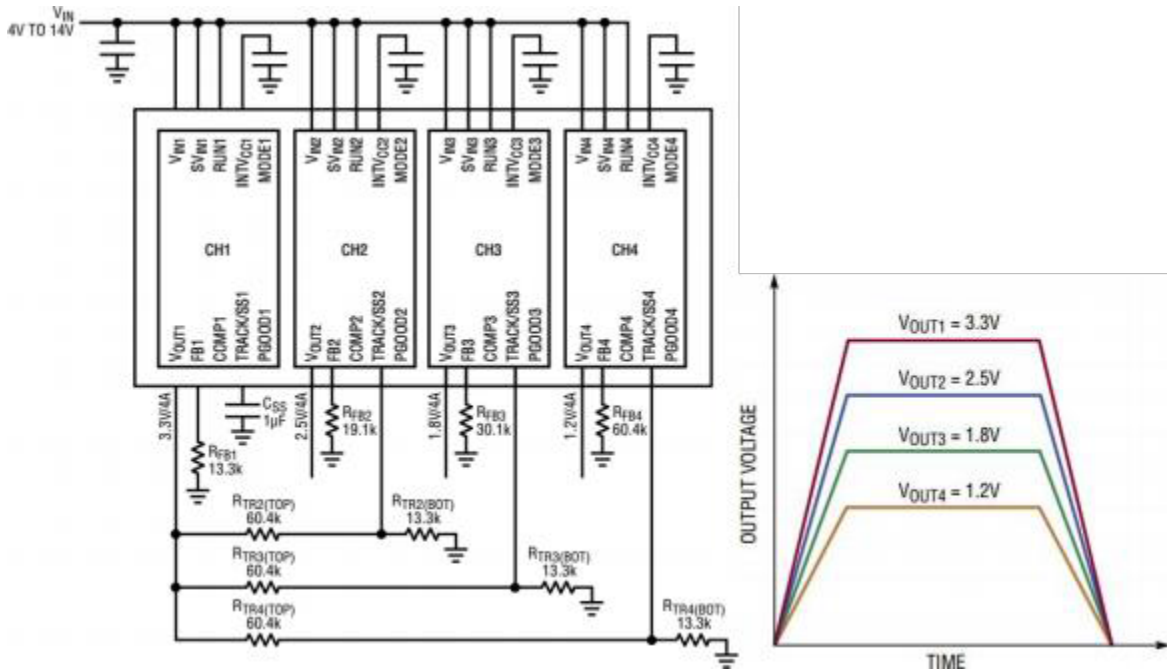 VIN
4V TO 14V
VIN1
SVIN1
RUN1
INTVCC1
MODE1
VIN2
SVIN2
RUN2
INTVCC2
MODE2
VIN3
SVIN3
RUN3
INTVCC3
MODE3
VIN4
SVIN4
RUN4
INTVCC4
MODE4
CH1
CH2
CH3
CH4
VOUT1
FB1
COMP1
TRACK/SS1
PGOOD1
VOUT2
FB2
COMP2
TRACK/SS2
PGOOD2
VOUT3
FB3
COMP3
TRACK/SS3
PGOOD3
VOUT4
FB4
COMP4
TRACK/SS4
PGOOD4
3.3V/4A
RFB1
13.3k
CSS
1µF
2.5V/4A
RFB2
19.1k
1.8V/4A
RFB3
30.1k
1.2V/4A
RFB4
60.4k
RTR2(TOP)
60.4k
RTR2(BOT)
13.3k
RTR3(TOP)
60.4k
RTR3(BOT)
13.3k
RTR4(TOP)
60.4k
RTR4(BOT)
13.3k
OUTPUT VOLTAGE
VOUT1 = 3.3V
VOUT2 = 2.5V
VOUT3 = 1.8V
VOUT4 = 1.2V
TIME